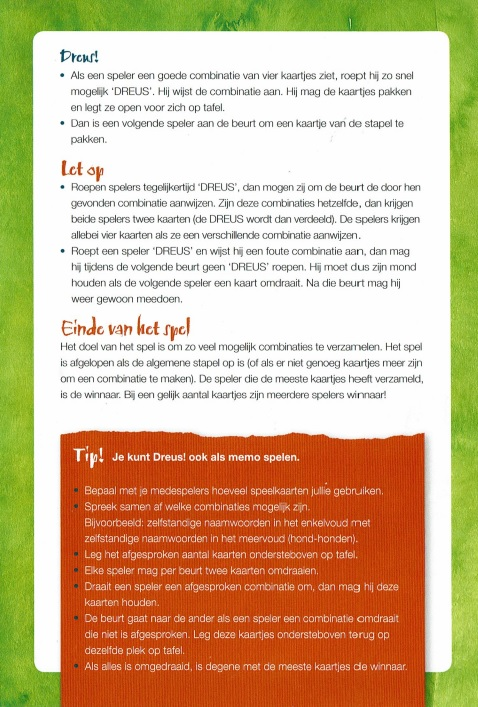 Dreus!
• Als een speler een goede combinatie van vier kaartjes ziet, roept hij zo snel
mogelijk ‘DREUS’. Hij wijst de combinatie aan. Hij mag de kaartjes pakken
en legt ze open voor zich op tafel.
• Dan is een volgende speler aan de beurt om een kaartje van de stapel te
pakken.
Let op
• Roepen spelers tegelijkertijd ‘DREUS’, dan mogen zij om de beurt de door hen
gevonden combinatie aanwijzen. Zijn deze combinaties hetzelfde, dan krijgen
beide spelers twee kaarten (de DREUS wordt dan verdeeld). De spelers krijgen
allebei vier kaarten als ze een verschillende combinatie aanwijzen.
• Roept een speler ‘DREUS’ en wijst hij een foute combinatie aan, dan mag
hij tijdens de volgende beurt geen ‘DREUS’ roepen. Hij moet dus zijn mond
houden als de volgende speler een kaart omdraait. Na die beurt mag hij
weer gewoon meedoen.
Einde van het spel
Het doel van het spel is om zo veel mogelijk combinaties te verzamelen. Het spel
is afgelopen als de algemene stapel op is (of als er niet genoeg kaartjes meer zijn
om een combinatie te maken). De speler die de meeste kaartjes heeft verzameld,
is de winnaar. Bij een gelijk aantal kaartjes zijn meerdere spelers winnaar!
Tip! Je kunt Dreus! ook als memo spelen.
• Bepaal met je medespelers hoeveel speelkaarten jullie gebruiken.
• Spreek samen af welke combinaties mogelijk zijn.
Bijvoorbeeld: zelfstandige naamwoorden in het enkelvoud met
zelfstandige naamwoorden in het meervoud (hond-honden).
• Leg het afgesproken aantal kaarten ondersteboven op tafel.
• Elke speler mag per beurt twee kaarten omdraaien.
• Draait een speler een afgesproken combinatie om, dan mag hij deze
kaarten houden.
• De beurt gaat naar de ander als een speler een combinatie omdraait
die niet is afgesproken. Leg deze kaartjes ondersteboven terug op
dezelfde plek op tafel.
• Als alles is omgedraaid, is degene met de meeste kaartjes de winnaar.